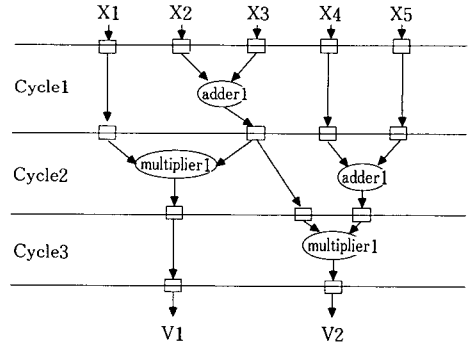 X1 X2 X3 X4 X5
Cycle1
adder1
Cycle2
multiplier1
adder1
Cycle3
multiplier1
V1 V2